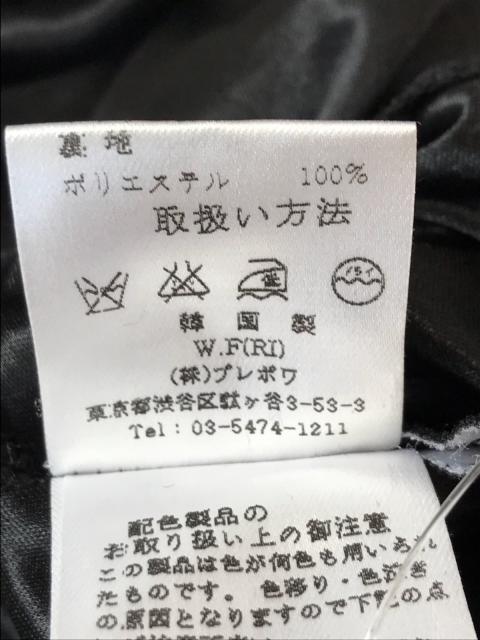 裏地
ポリエステル 100%
取扱い方法
ドライ
韓国製
W.F(RI)
(株)プレポワ
東京都渋谷区駄ヶ谷3-53-3
Tel: 03-5474-1211
配色製品の
お取り扱い上の御注意
この製品は色が何色も用いられ
たものです。色移り・色泣き
の原因となりますので下記の点